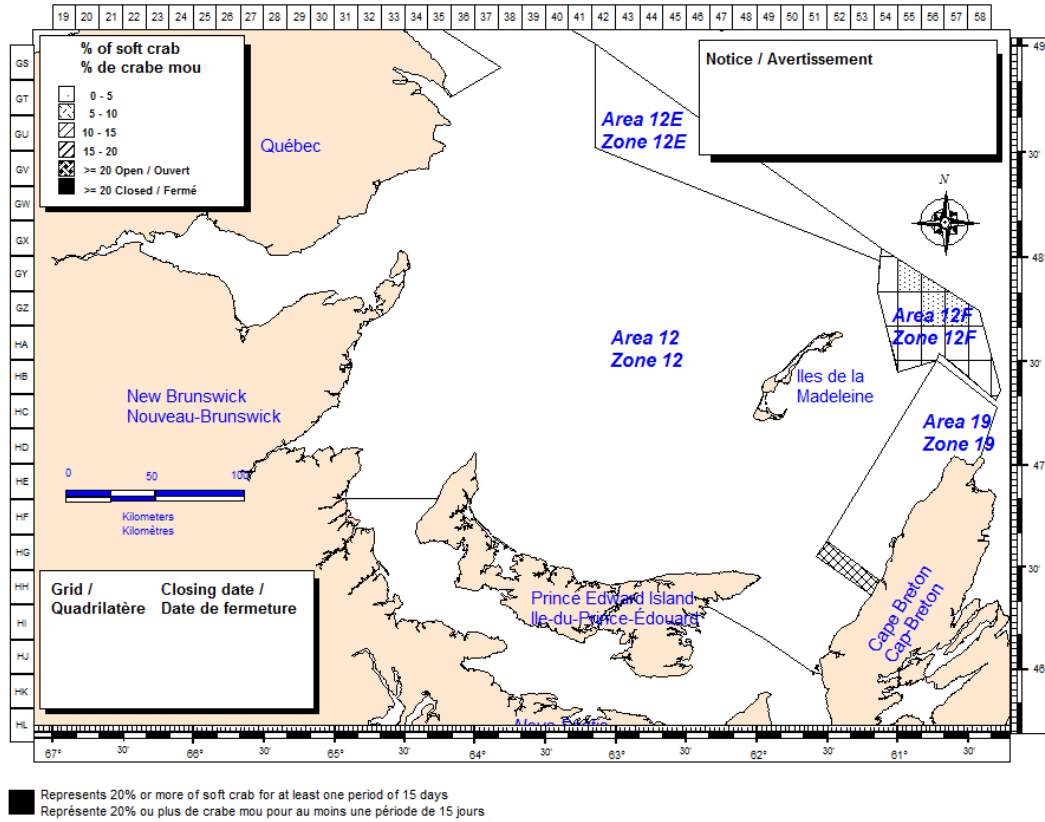 19 20 21 22 23 24 25 26 27 28 29 30 31 32 33 34 35 36 37 38 39 40 41 42 43 44 45 46 47 48 49 50 51 52 53 54 55 56 57 58
% of soft crab
% de crabe mou
0 - 5
5 - 10
10 - 15
15 - 20
>= 20 Open / Ouvert
>= 20 Closed / Fermé
Notice / Avertissement
GS
GT
GU
GV
GW
GX
GY
GZ
HA
HB
HC
HD
HE
HF
HG
HH
HI
HJ
HK
HL
Area 12E
Zone 12E
Québec
N
Area 12F
Zone 12F
Area 12
Zone 12
Iles de la
Madeleine
New Brunswick
Nouveau-Brunswick
Area 19
Zone 19
0 50 100
Kilometers
Kilomètres
Grid /
Quadrilatère
Closing date /
Date de fermeture
Prince Edward Island
Ile-du-Prince-Édouard
Cape Breton
Cap-Breton
49
30'
48°
30'
47°
30'
46°
67° 30' 66° 30' 65° 30' 64° 30' 63° 30' 62° 30' 61° 30'
Represents 20% or more of soft crab for at least one period of 15 days
Représente 20% ou plus de crabe mou pour au moins une période de 15 jours